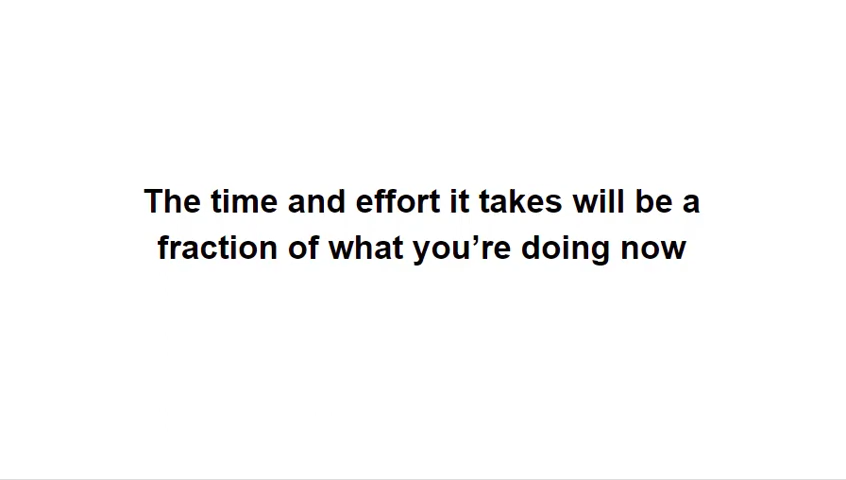 The time and effort it takes will be a
fraction of what you’re doing now